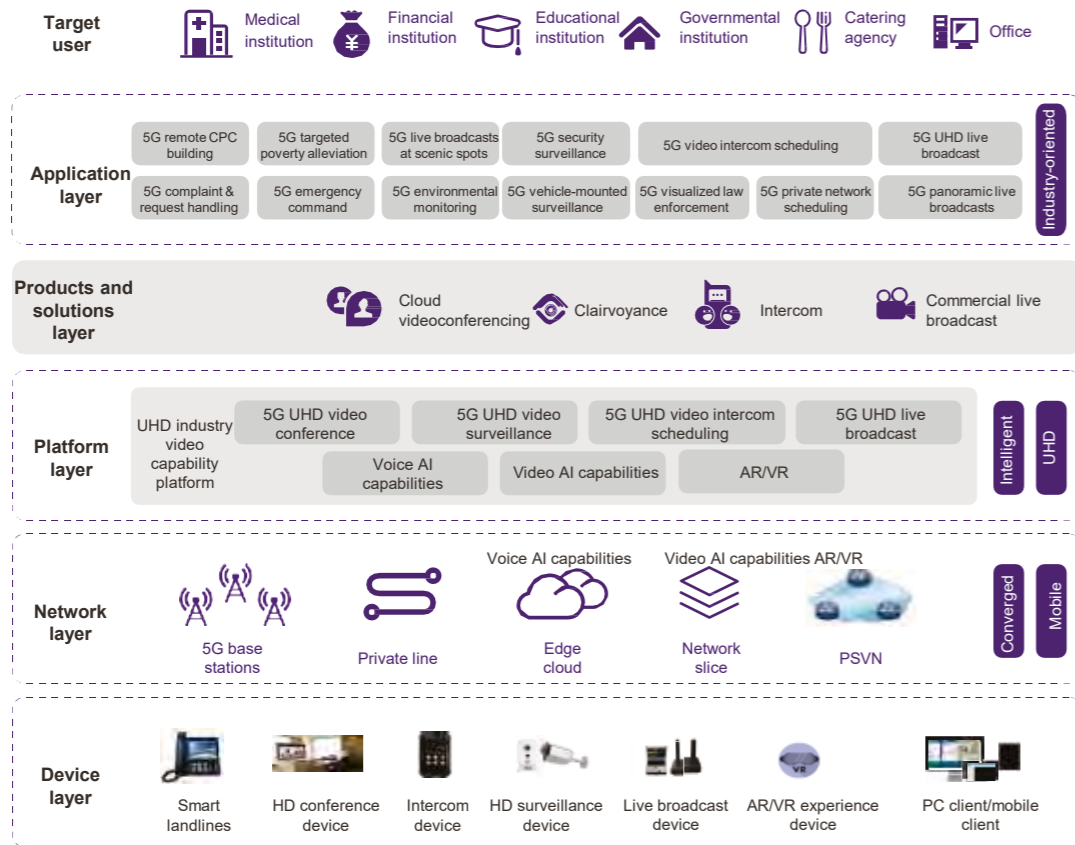 Target
user
Medical
institution
¥
Financial
institution
Educational
institution
Governmental
institution
Catering
agency
Office
Application
layer
5G remote CPC
building
5G targeted
poverty alleviation
5G live broadcasts
at scenic spots
5G security
surveillance
5G video intercom scheduling
5G UHD live
broadcast
5G complaint &
request handling
5G emergency
command
5G environmental
monitoring
5G vehicle-mounted
surveillance
5G visualized law
enforcement
5G private network
scheduling
5G panoramic live
broadcasts
Industry-oriented
Products and
solutions
layer
Cloud
videoconferencing
Clairvoyance
Intercom
Commercial live
broadcast
Platform
layer
UHD industry
video
capability
platform
5G UHD video
conference
5G UHD video
surveillance
5G UHD video intercom
scheduling
5G UHD live
broadcast
Voice AI
capabilities
Video AI capabilities
AR/VR
Intelligent
UHD
Network
layer
Voice AI capabilities
Video AI capabilities AR/VR
5G base
stations
Private line
Edge
cloud
Network
slice
PSVN
Converged
Mobile
Device
layer
VR
Smart
landlines
HD conference
device
Intercom
device
HD surveillance
device
Live broadcast
device
AR/VR experience
device
PC client/mobile
client